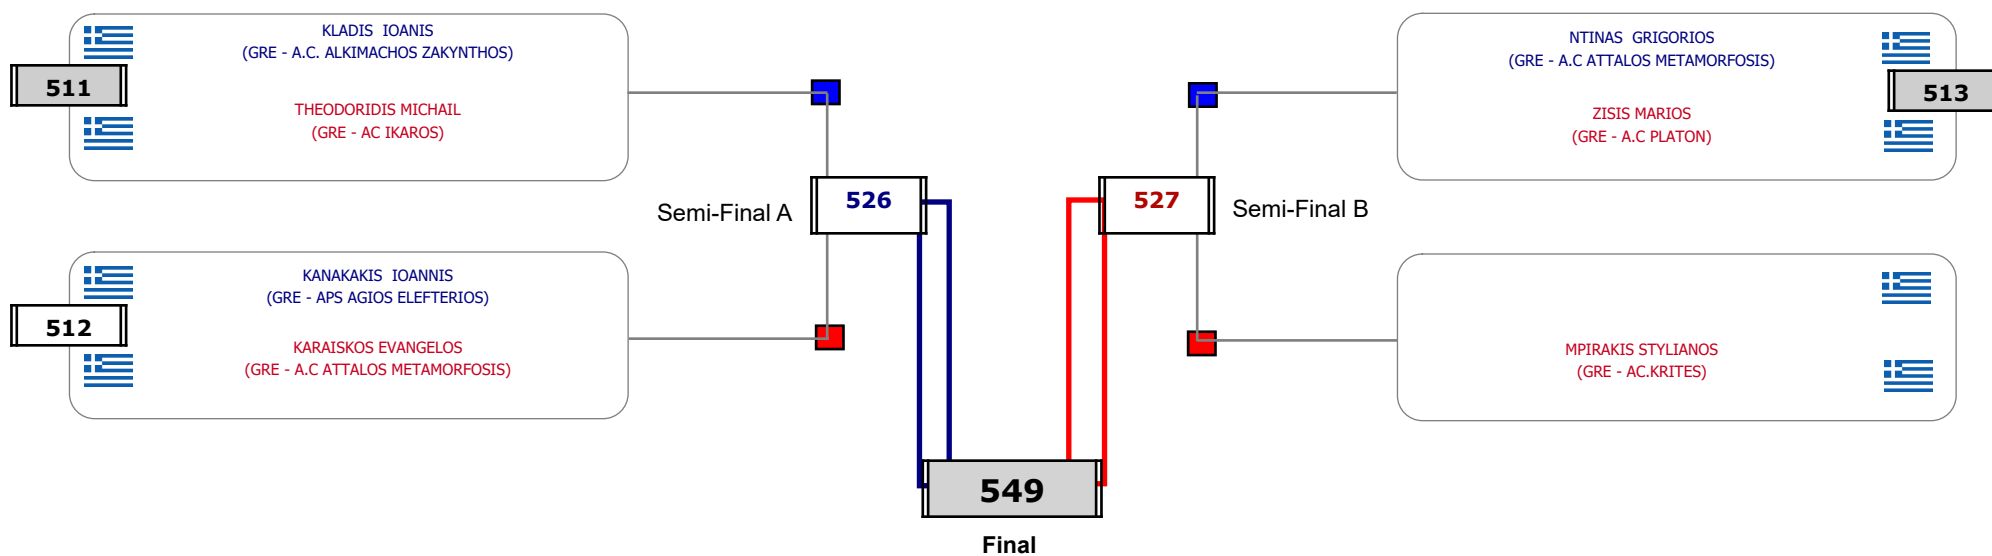 KLADIS  IOANIS
(GRE - A.C. ALKIMACHOS ZAKYNTHOS)
511
THEODORIDIS MICHAIL
(GRE - AC IKAROS)
NTINAS  GRIGORIOS
(GRE - A.C ATTALOS METAMORFOSIS)
513
ZISIS MARIOS
(GRE - A.C PLATON)
Semi-Final A
526
527
Semi-Final B
KANAKAKIS  IOANNIS
(GRE - APS AGIOS ELEFTERIOS)
512
KARAISKOS EVANGELOS
(GRE - A.C ATTALOS METAMORFOSIS)
MPIRAKIS STYLIANOS
(GRE - AC.KRITES)
549
Final